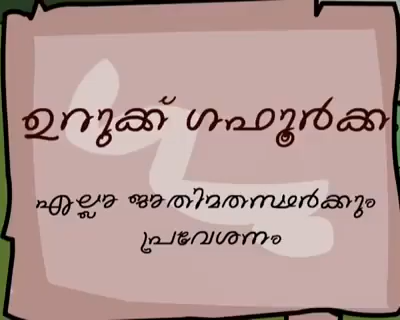 ഉറുക്ക് ഗഫൂർക്ക
എല്ലാ ജാതിമതസ്ഥർക്കും
പ്രവേശനം